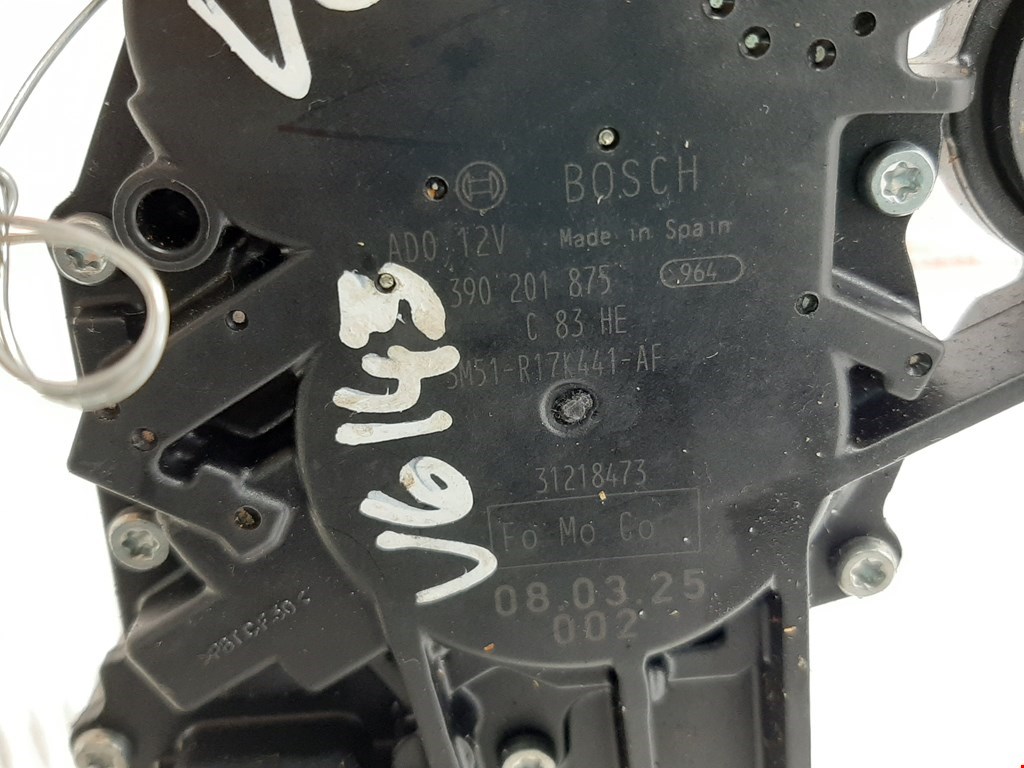 BOSCH
ADO 12V Made in Spain
390 201 875 964
C 83 HE
3M51-R17K441-AF
31218473
Fo Mo Co
08.03.25
002
V6143